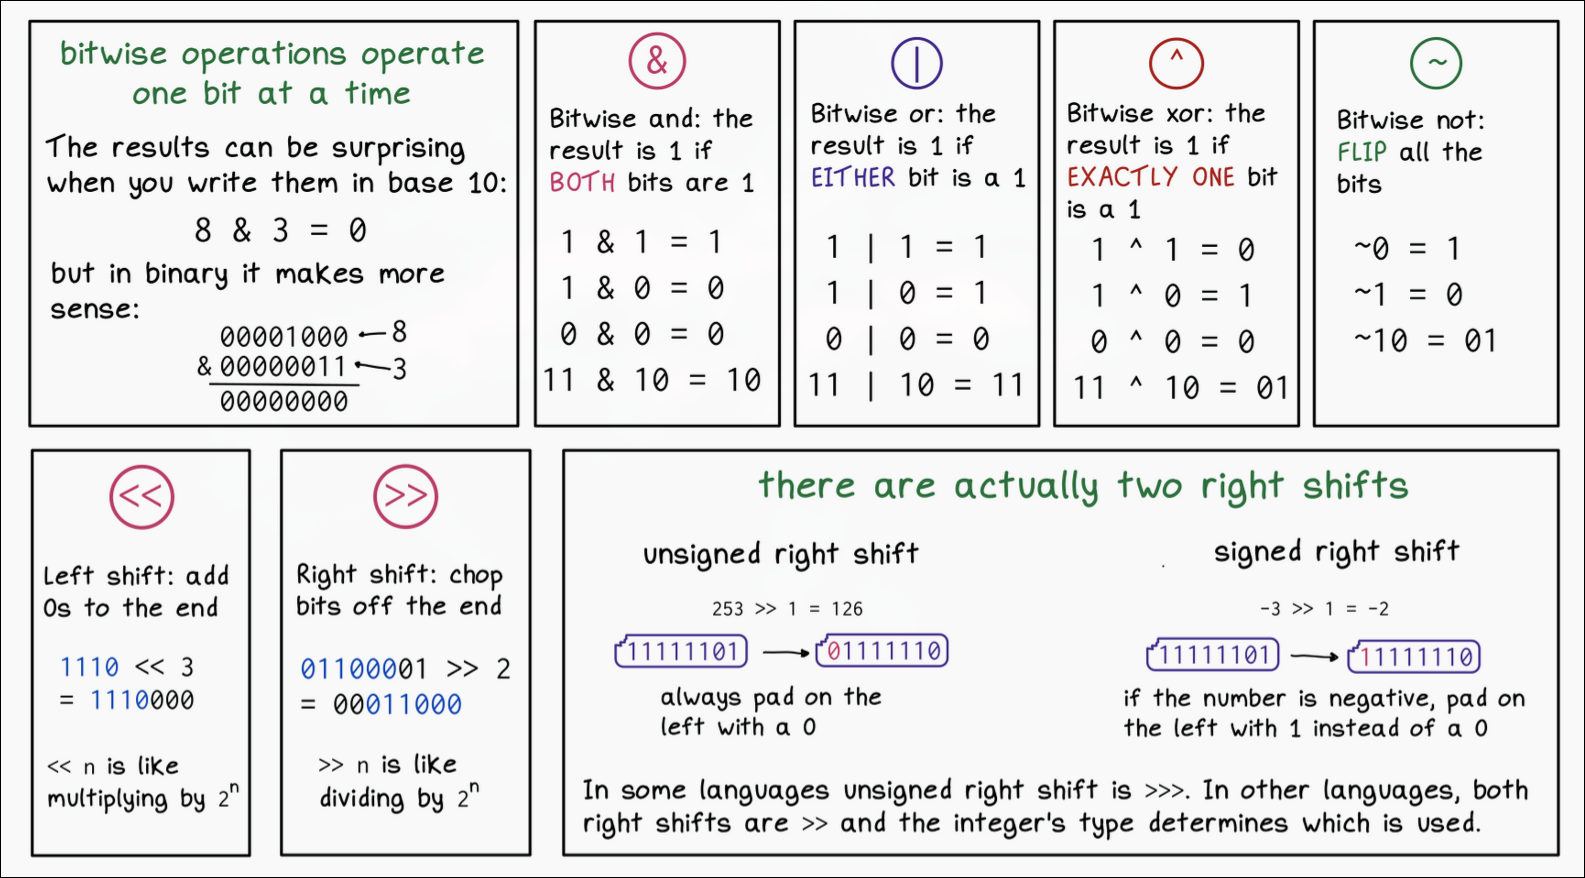 bitwise operations operate
one bit at a time
The results can be surprising
when you write them in base 10:
8 & 3 = 0
but in binary it makes more
sense:
00001000 ← 8
& 00000011 ← 3
00000000
&
Bitwise and: the
result is 1 if
BOTH bits are 1
1 & 1 = 1
1 & 0 = 0
0 & 0 = 0
11 & 10 = 10
|
Bitwise or: the
result is 1 if
EITHER bit is a 1
1 | 1 = 1
1 | 0 = 1
0 | 0 = 0
11 | 10 = 11
^
Bitwise xor: the
result is 1 if
EXACTLY ONE bit
is a 1
1 ^ 1 = 0
1 ^ 0 = 1
0 ^ 0 = 0
11 ^ 10 = 01
~
Bitwise not:
FLIP all the
bits
~0 = 1
~1 = 0
~10 = 01
<<
Left shift: add
0s to the end
1110 << 3
= 1110000
<< n is like
multiplying by 2ⁿ
>>
Right shift: chop
bits off the end
01100001 >> 2
= 00011000
>> n is like
dividing by 2ⁿ
there are actually two right shifts
unsigned right shift
253 >> 1 = 126
11111101 → 01111110
always pad on the
left with a 0
signed right shift
-3 >> 1 = -2
11111101 → 11111110
if the number is negative, pad on
the left with 1 instead of a 0
In some languages unsigned right shift is >>>. In other languages, both
right shifts are >> and the integer's type determines which is used.